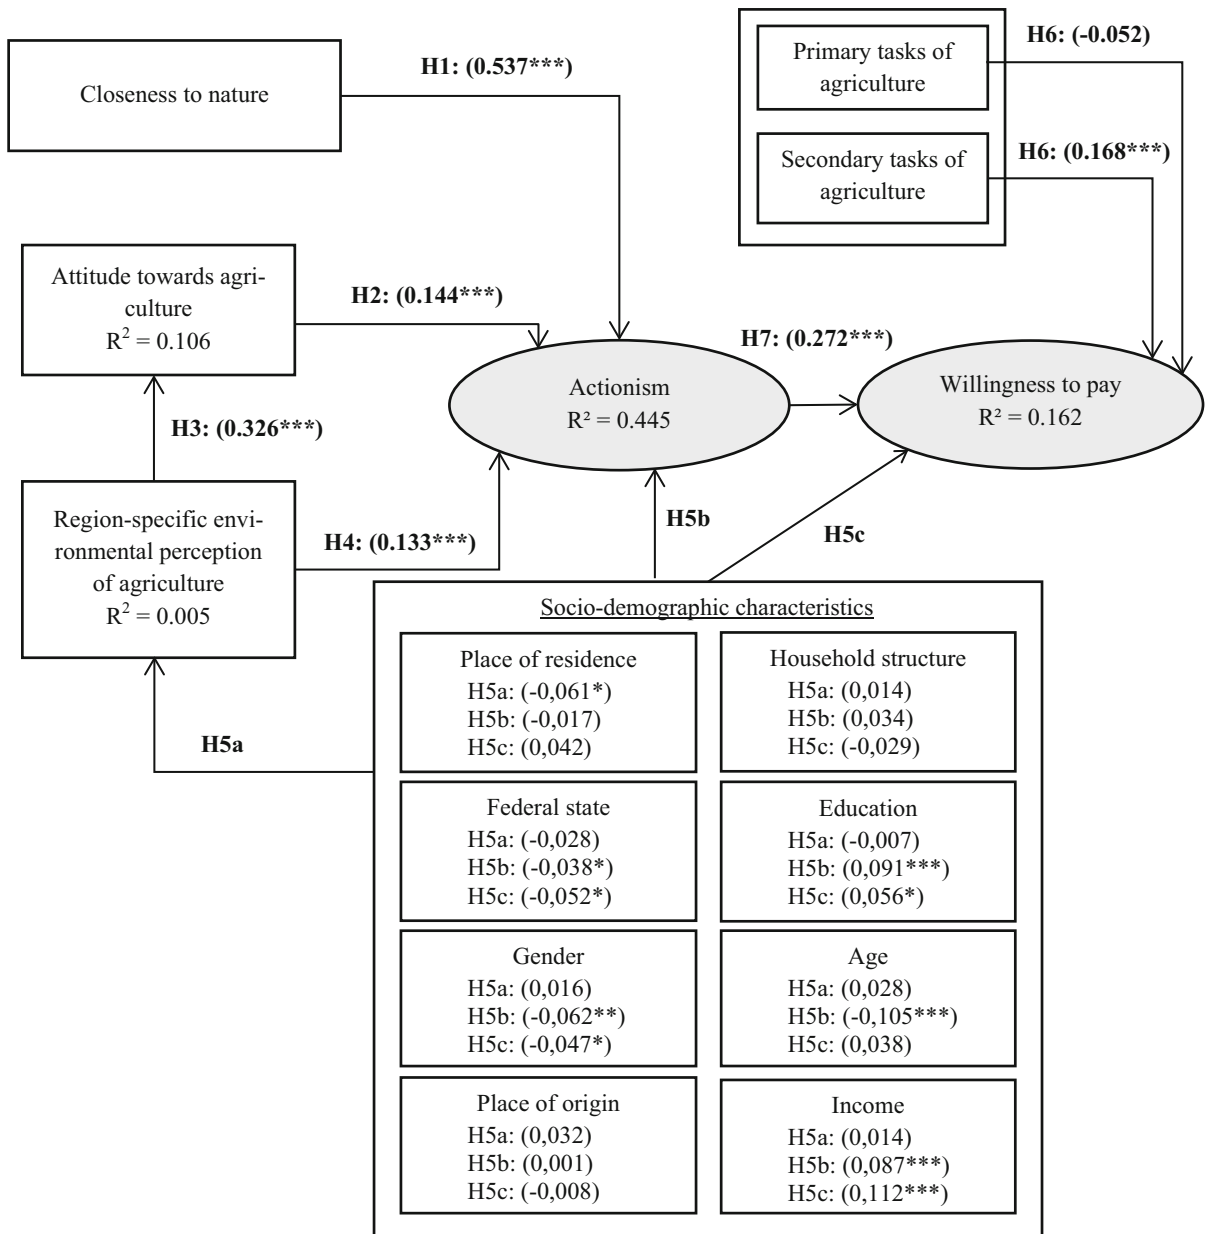 H1: (0.537***)
Closeness to nature
H6: (-0.052)
Primary tasks of
agriculture
H6: (0.168***)
Secondary tasks of
agriculture
Attitude towards agri-
culture
R² = 0.106
H2: (0.144***)
H7: (0.272***)
Actionism
R² = 0.445
Willingness to pay
R² = 0.162
H3: (0.326***)
Region-specific envi-
ronmental perception
of agriculture
R² = 0.005
H4: (0.133***)
H5b
H5c
H5a
Socio-demographic characteristics
Place of residence
H5a: (-0,061*)
H5b: (-0,017)
H5c: (0,042)
Household structure
H5a: (0,014)
H5b: (0,034)
H5c: (-0,029)
Federal state
H5a: (-0,028)
H5b: (-0,038*)
H5c: (-0,052*)
Education
H5a: (-0,007)
H5b: (0,091***)
H5c: (0,056*)
Gender
H5a: (0,016)
H5b: (-0,062**)
H5c: (-0,047*)
Age
H5a: (0,028)
H5b: (-0,105***)
H5c: (0,038)
Place of origin
H5a: (0,032)
H5b: (0,001)
H5c: (-0,008)
Income
H5a: (0,014)
H5b: (0,087***)
H5c: (0,112***)